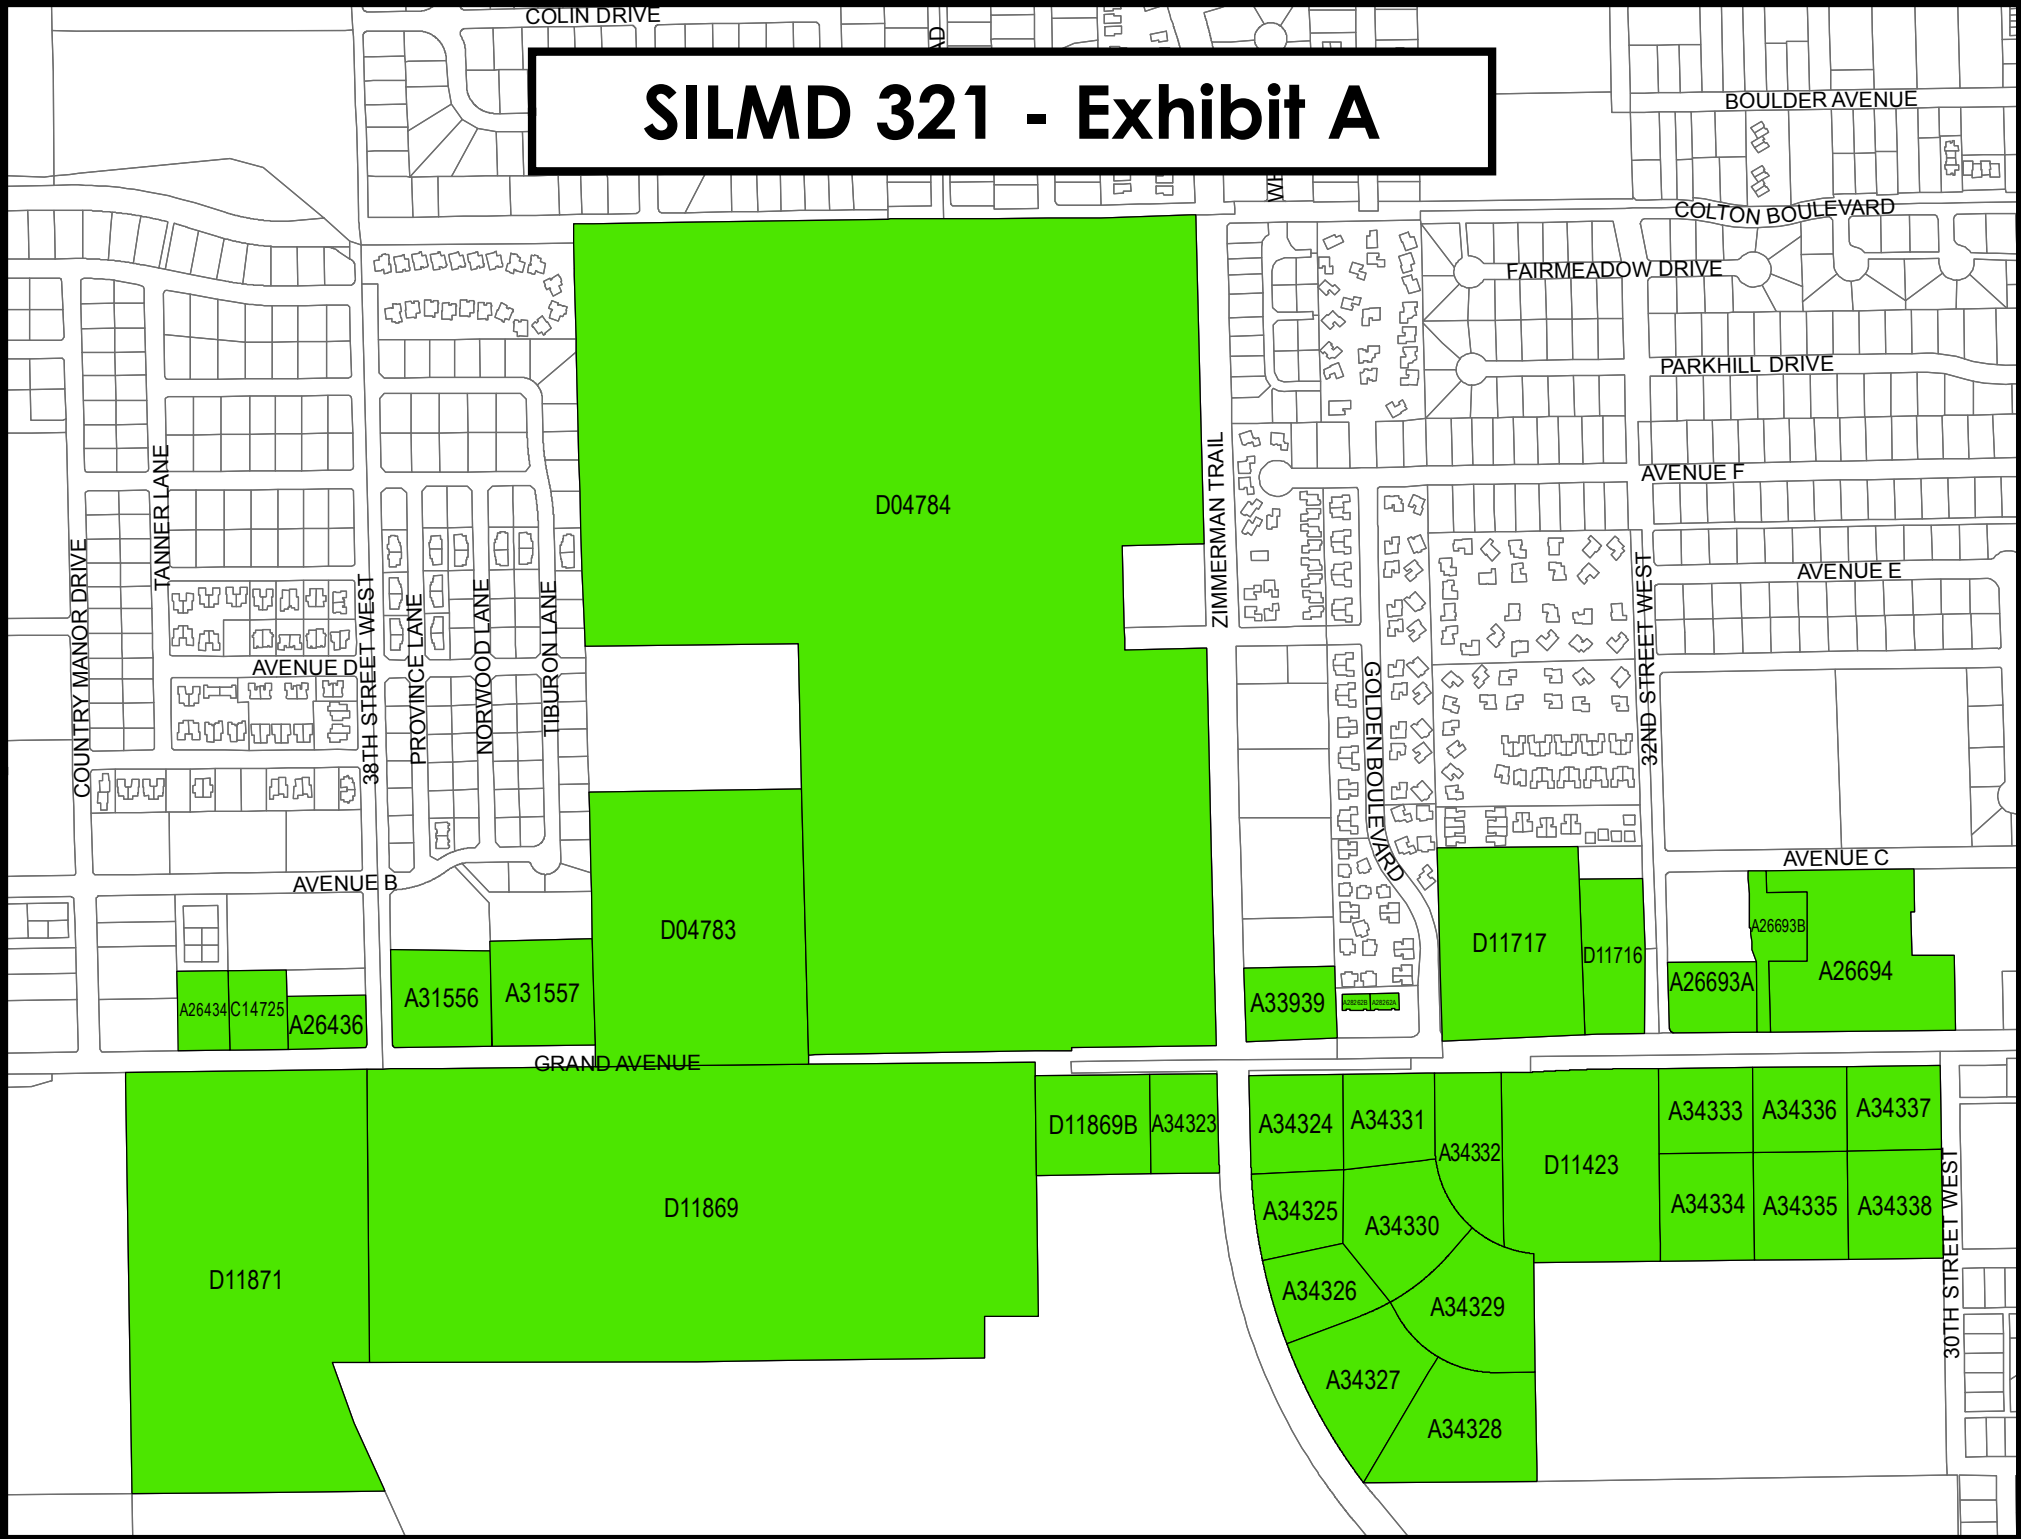 COLIN DRIVE
AD
SILMD 321 - Exhibit A
BOULDER AVENUE
WH
COLTON BOULEVARD
FAIRMEADOW DRIVE
PARKHILL DRIVE
ZIMMERMAN TRAIL
AVENUE F
TANNER LANE
D04784
COUNTRY MANOR DRIVE
38TH STREET WEST
PROVINCE LANE
NORWOOD LANE
TIBURON LANE
32ND STREET WEST
AVENUE E
AVENUE D
GOLDEN BOULEVARD
AVENUE C
AVENUE B
D04783
D11717
D11716
A26693B
A26694
A26693A
A26434
C14725
A26436
A31556
A31557
A33939
A28262B
A28262A
GRAND AVENUE
D11869B
A34323
A34324
A34331
A34332
D11423
A34333
A34336
A34337
D11871
D11869
A34325
A34330
A34334
A34335
A34338
30TH STREET WEST
A34326
A34329
A34327
A34328